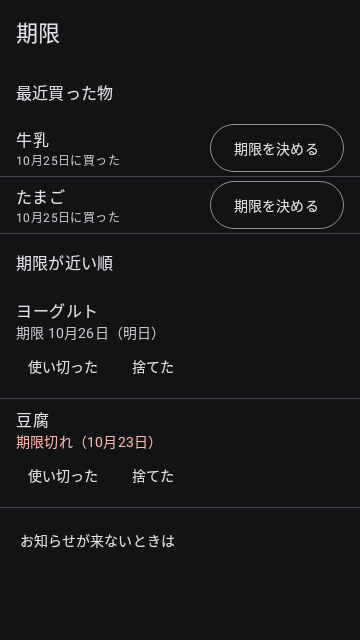 期限
最近買った物
牛乳
10月25日に買った
期限を決める
たまご
10月25日に買った
期限を決める
期限が近い順
ヨーグルト
期限 10月26日（明日）
使い切った 捨てた
豆腐
期限切れ（10月23日）
使い切った 捨てた
お知らせが来ないときは